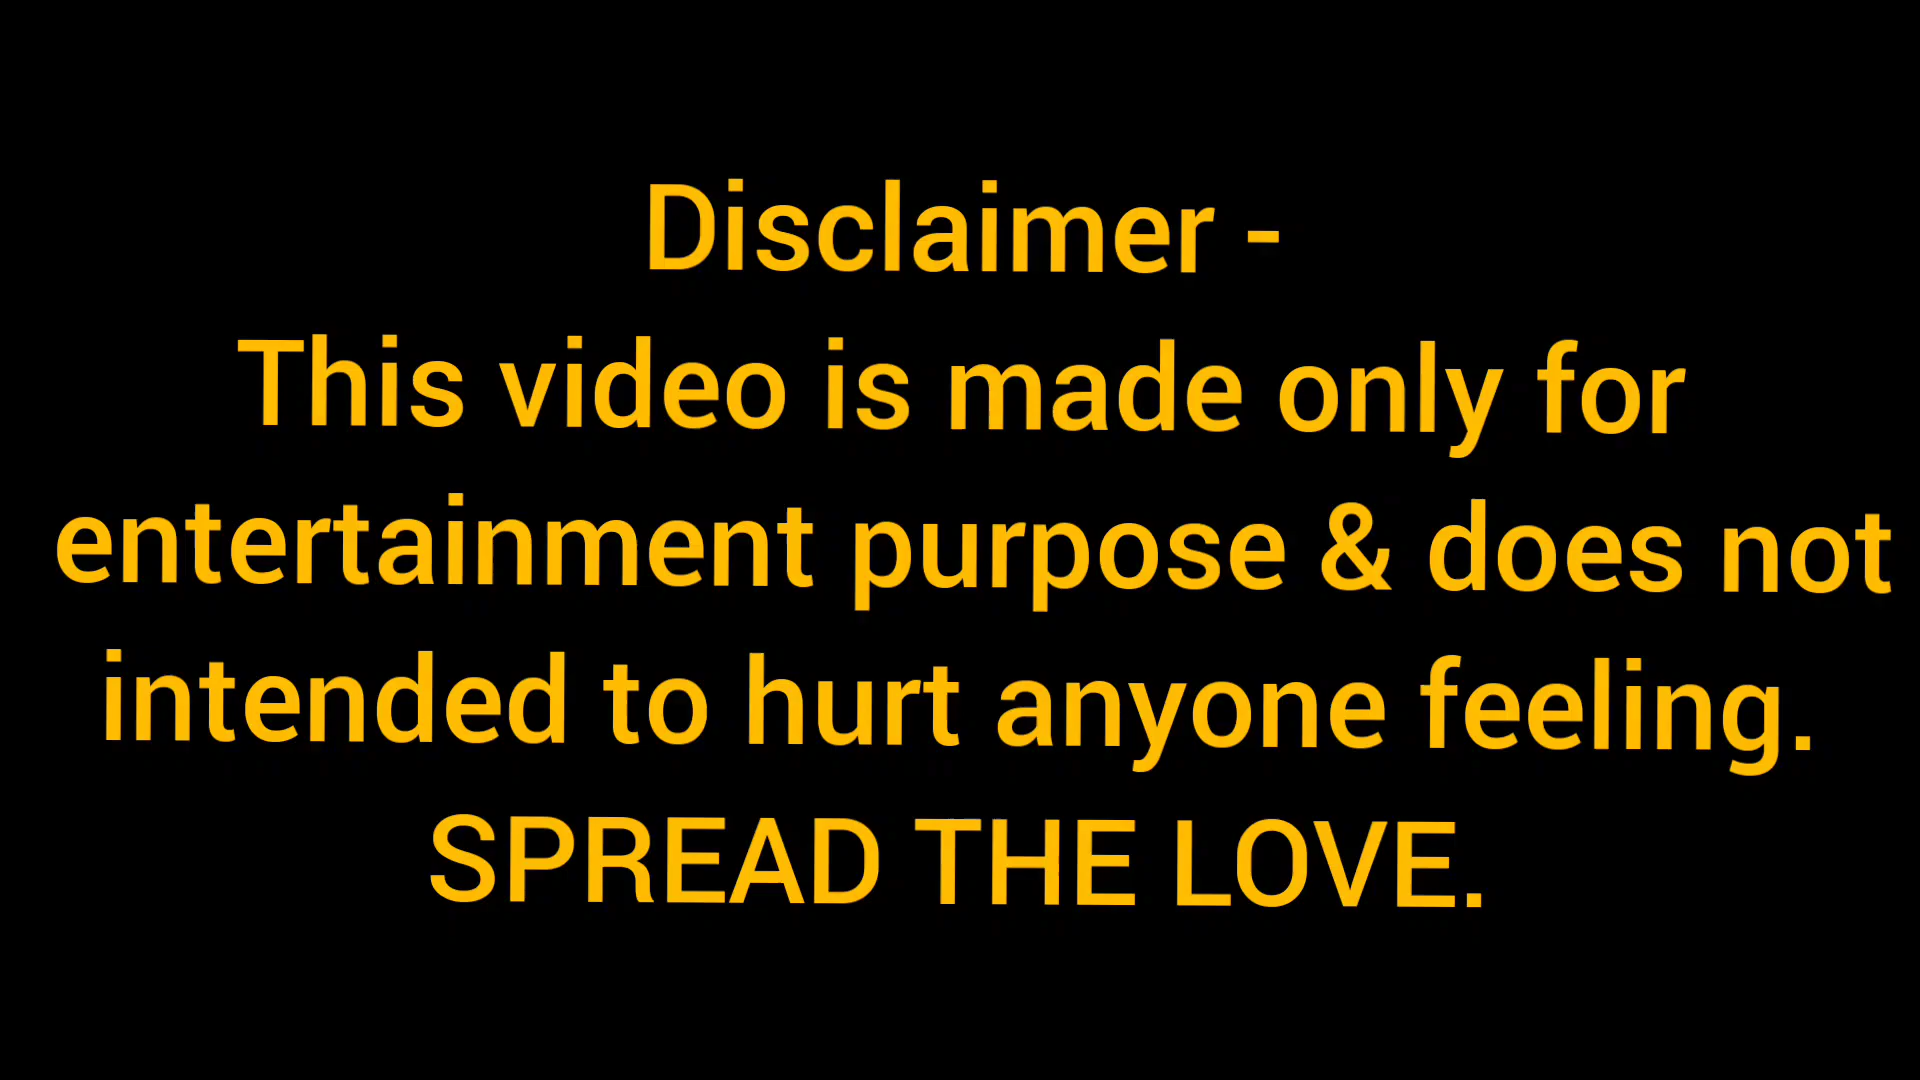 Disclaimer -
This video is made only for
entertainment purpose & does not
intended to hurt anyone feeling.
SPREAD THE LOVE.